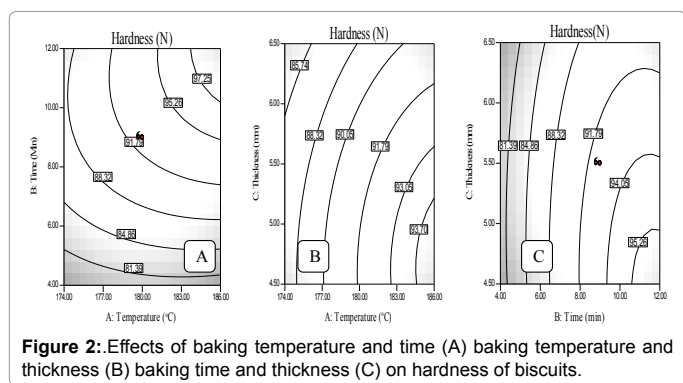 Hardness (N)
12.00
10.00
8.00
6.00
4.00
B: Time (Min)
97.25
95.26
91.79
88.32
84.86
81.39
A
174.00 177.00 180.00 183.00 186.00
A: Temperature (ºC)
Hardness (N)
6.50
6.00
5.50
5.00
4.50
C: Thickness (mm)
85.74
88.32
90.05
91.79
93.05
93.70
B
174.00 177.00 180.00 183.00 186.00
A: Temperature (ºC)
Hardness(N)
6.50
6.00
5.50
5.00
4.50
C: Thickness (mm)
81.39
84.86
88.32
91.79
94.05
95.26
C
4.00 6.00 8.00 10.00 12.00
B: Time (min)
Figure 2:.Effects of baking temperature and time (A) baking temperature and
thickness (B) baking time and thickness (C) on hardness of biscuits.